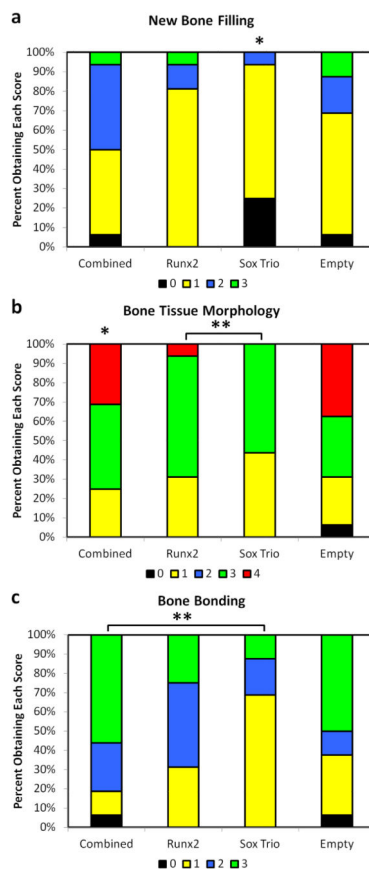 a
New Bone Filling
Percent Obtaining Each Score
100%
90%
80%
70%
60%
50%
40%
30%
20%
10%
0%
*
Combined Runx2 Sox Trio Empty
0 1 2 3
b
Bone Tissue Morphology
Percent Obtaining Each Score
100%
90%
80%
70%
60%
50%
40%
30%
20%
10%
0%
*
**
Combined Runx2 Sox Trio Empty
0 1 2 3 4
c
Bone Bonding
Percent Obtaining Each Score
100%
90%
80%
70%
60%
50%
40%
30%
20%
10%
0%
**
Combined Runx2 Sox Trio Empty
0 1 2 3